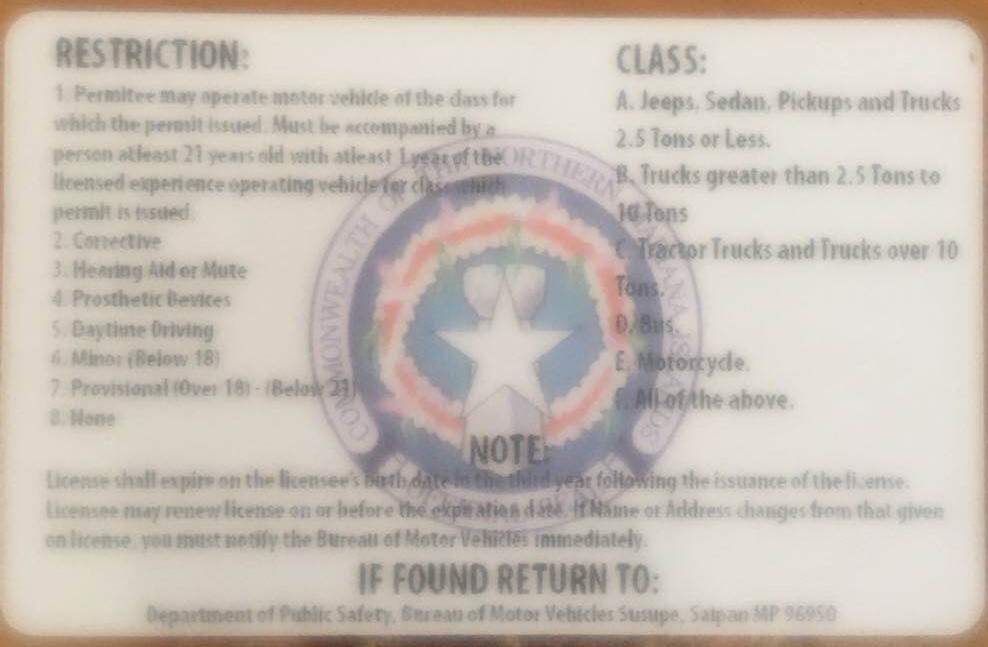 RESTRICTION:
1. Permitee may operate motor vehicle of the class for
which the permit issued. Must be accompanied by a
person atleast 21 years old with atleast 1 year of the
licensed experience operating vehicle for class which
permit is issued.
2. Corrective
3. Hearing Aid or Mute
4. Prosthetic Devices
5. Daytime Driving
6. Minor (Below 18)
7. Provisional (Over 18) - (Below 21)
8. None
CLASS:
A. Jeeps, Sedan, Pickups and Trucks
2.5 Tons or Less.
B. Trucks greater than 2.5 Tons to
10 Tons
C. Tractor Trucks and Trucks over 10
Tons.
D. Bus.
E. Motorcycle.
F. All of the above.
COMMONWEALTH OF THE NORTHERN MARIANA ISLANDS
OFFICIAL SEAL
NOTE:
License shall expire on the licensee's birth date in the third year following the issuance of the license.
Licensee may renew license on or before the expiration date. If Name or Address changes from that given
on license, you must notify the Bureau of Motor Vehicles immediately.
IF FOUND RETURN TO:
Department of Public Safety, Bureau of Motor Vehicles Susupe, Saipan MP 96950